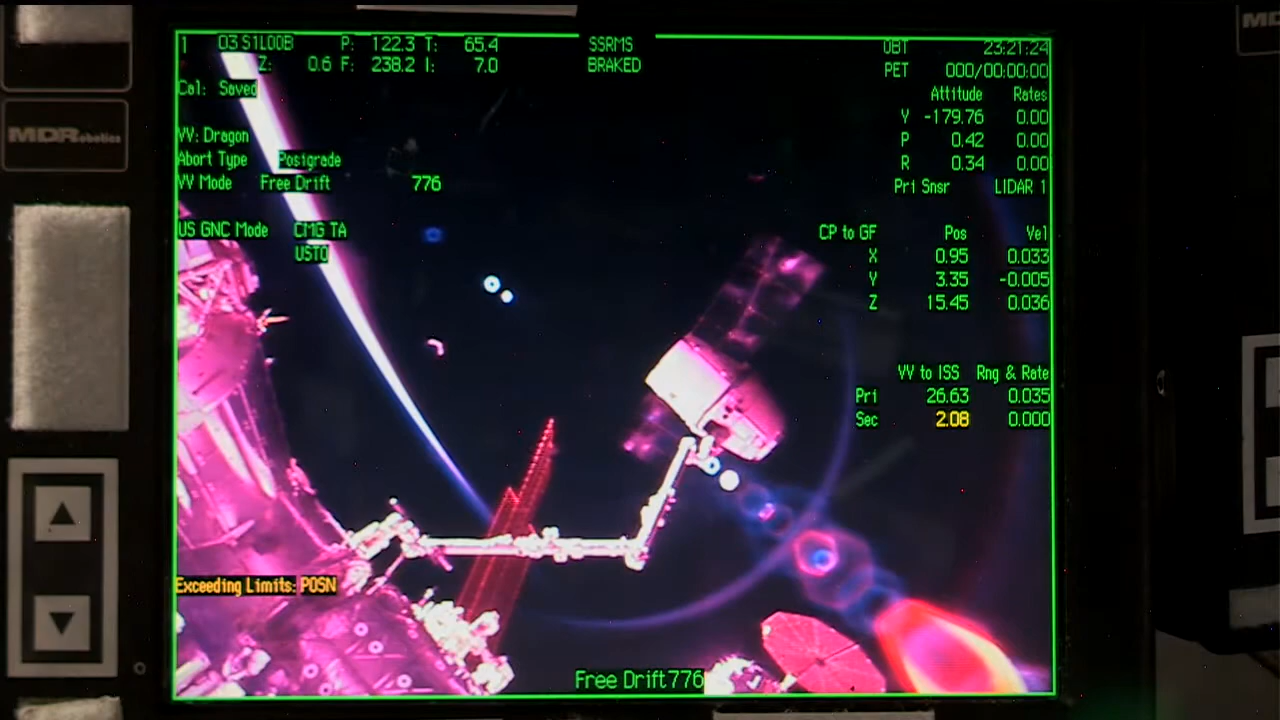 1 03 S1LOOB P: 122.3 T: 65.4
Z: 0.6 F: 238.2 I: 7.0
SSRMS
BRAKED
UBT 23:21:24
PET 000/00:00:00
Cal: Saved
Attitude Rates
Y -179.76 0.00
P 0.42 0.00
R 0.34 0.00
Pri Snsr LIDAR 1
VV: Dragon
Abort Type Postgrade
VV Mode Free Drift 776
US GNC Mode CMG TA
USTO
CP to GF Pos Vel
X 0.95 0.033
Y 3.35 -0.005
Z 15.45 0.036
VV to ISS Rng & Rate
Pri 26.63 0.035
Sec 2.08 0.000
Exceeding Limits: POSN
Free Drift776
MDRobotics
MD